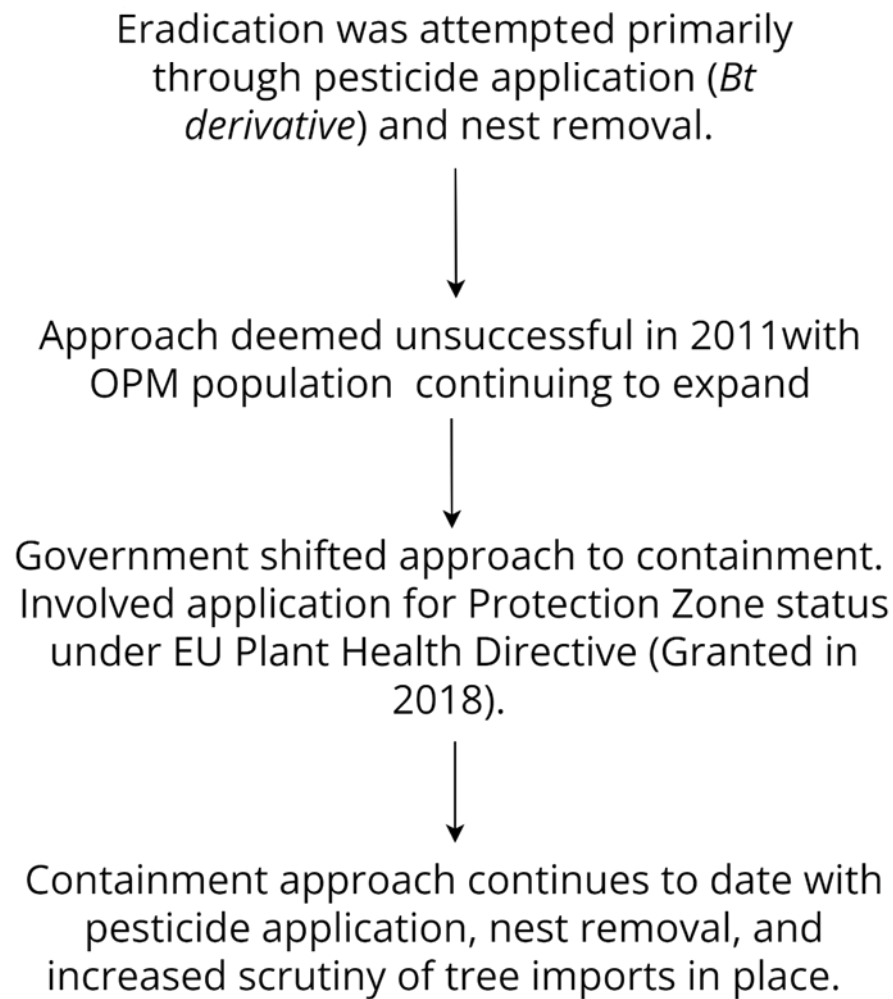 Eradication was attempted primarily
through pesticide application (Bt
derivative) and nest removal.
Approach deemed unsuccessful in 2011with
OPM population  continuing to expand
Government shifted approach to containment.
Involved application for Protection Zone status
under EU Plant Health Directive (Granted in
2018).
Containment approach continues to date with
pesticide application, nest removal, and
increased scrutiny of tree imports in place.